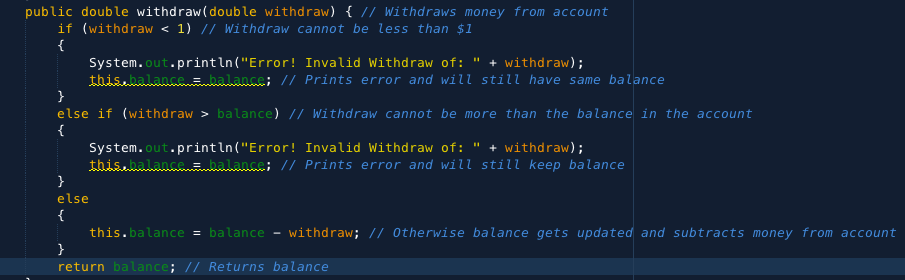 public double withdraw(double withdraw) { // Withdraws money from account
if (withdraw < 1) // Withdraw cannot be less than $1
{
System.out.println("Error! Invalid Withdraw of: " + withdraw);
this.balance = balance; // Prints error and will still have same balance
}
else if (withdraw > balance) // Withdraw cannot be more than the balance in the account
{
System.out.println("Error! Invalid Withdraw of: " + withdraw);
this.balance = balance; // Prints error and will still keep balance
}
else
{
this.balance = balance - withdraw; // Otherwise balance gets updated and subtracts money from account
}
return balance; // Returns balance